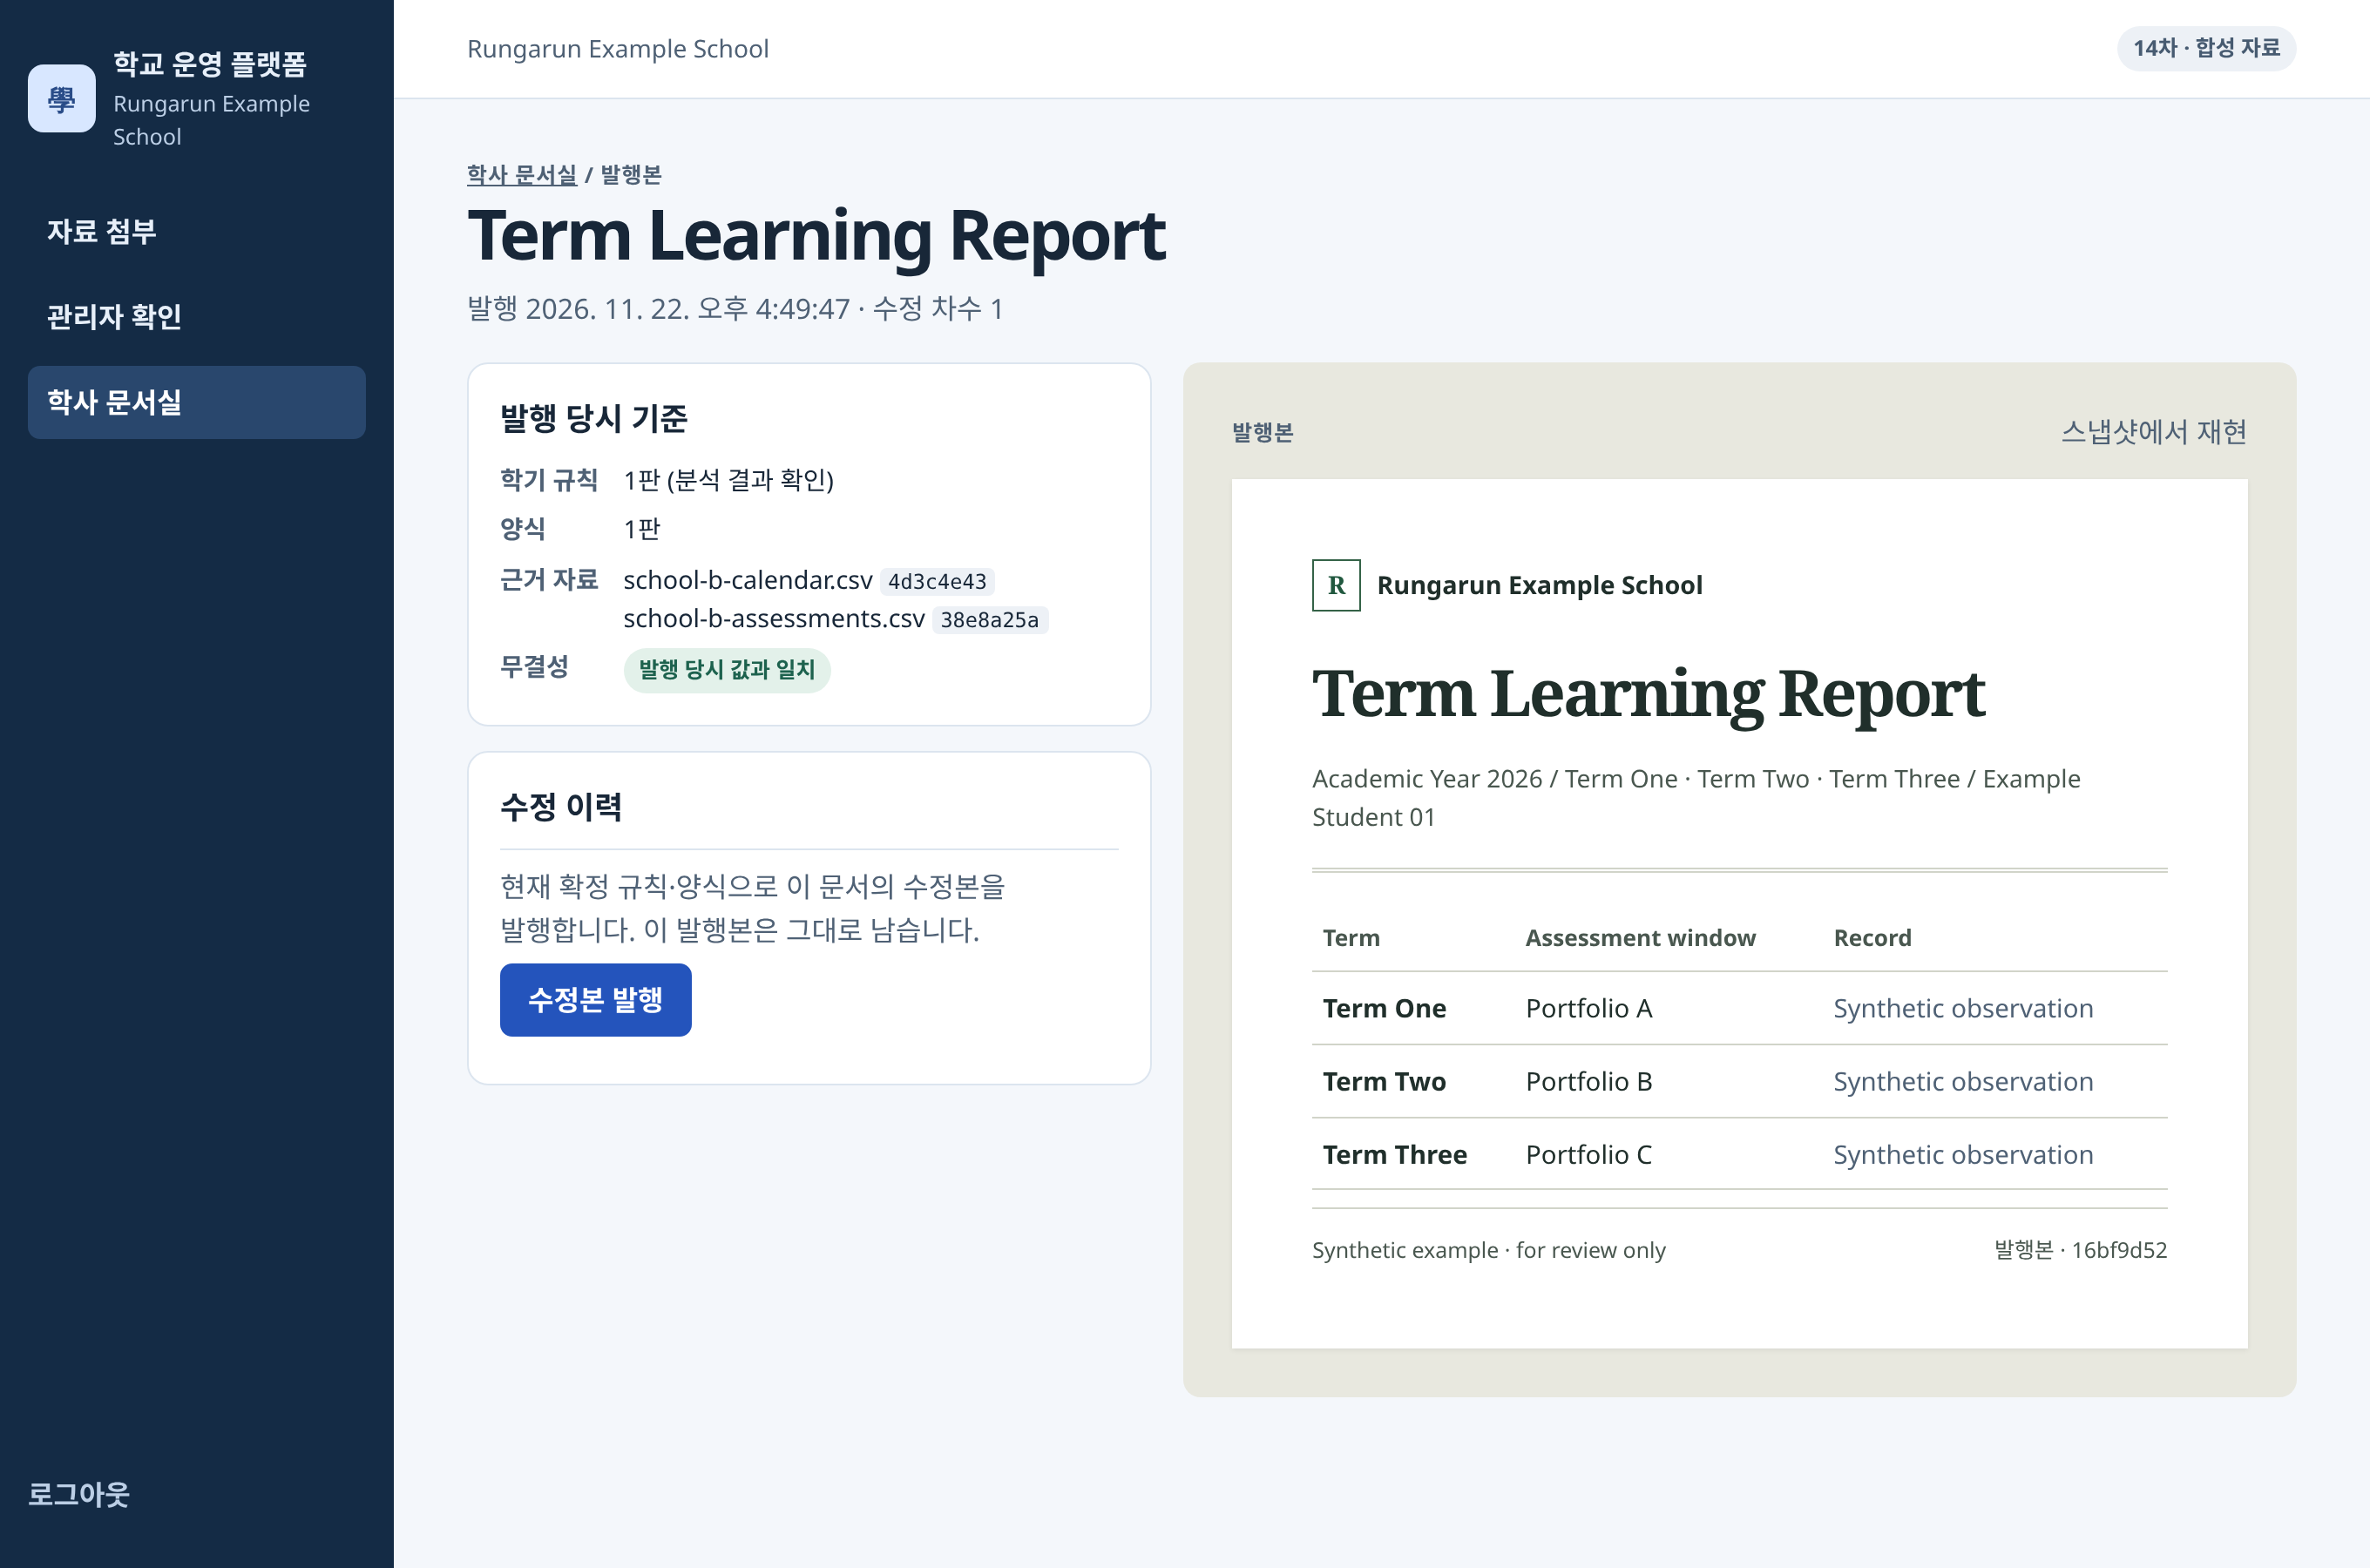 學
학교 운영 플랫폼
Rungarun Example
School
자료 첨부
관리자 확인
학사 문서실
로그아웃
Rungarun Example School
14차 · 합성 자료
학사 문서실 / 발행본
Term Learning Report
발행 2026. 11. 22. 오후 4:49:47 · 수정 차수 1
발행 당시 기준
학기 규칙 1판 (분석 결과 확인)
양식 1판
근거 자료 school-b-calendar.csv 4d3c4e43
school-b-assessments.csv 38e8a25a
무결성 발행 당시 값과 일치
수정 이력
현재 확정 규칙·양식으로 이 문서의 수정본을
발행합니다. 이 발행본은 그대로 남습니다.
수정본 발행
발행본 스냅샷에서 재현
R Rungarun Example School
Term Learning Report
Academic Year 2026 / Term One · Term Two · Term Three / Example
Student 01
Term Assessment window Record
Term One Portfolio A Synthetic observation
Term Two Portfolio B Synthetic observation
Term Three Portfolio C Synthetic observation
Synthetic example · for review only 발행본 · 16bf9d52